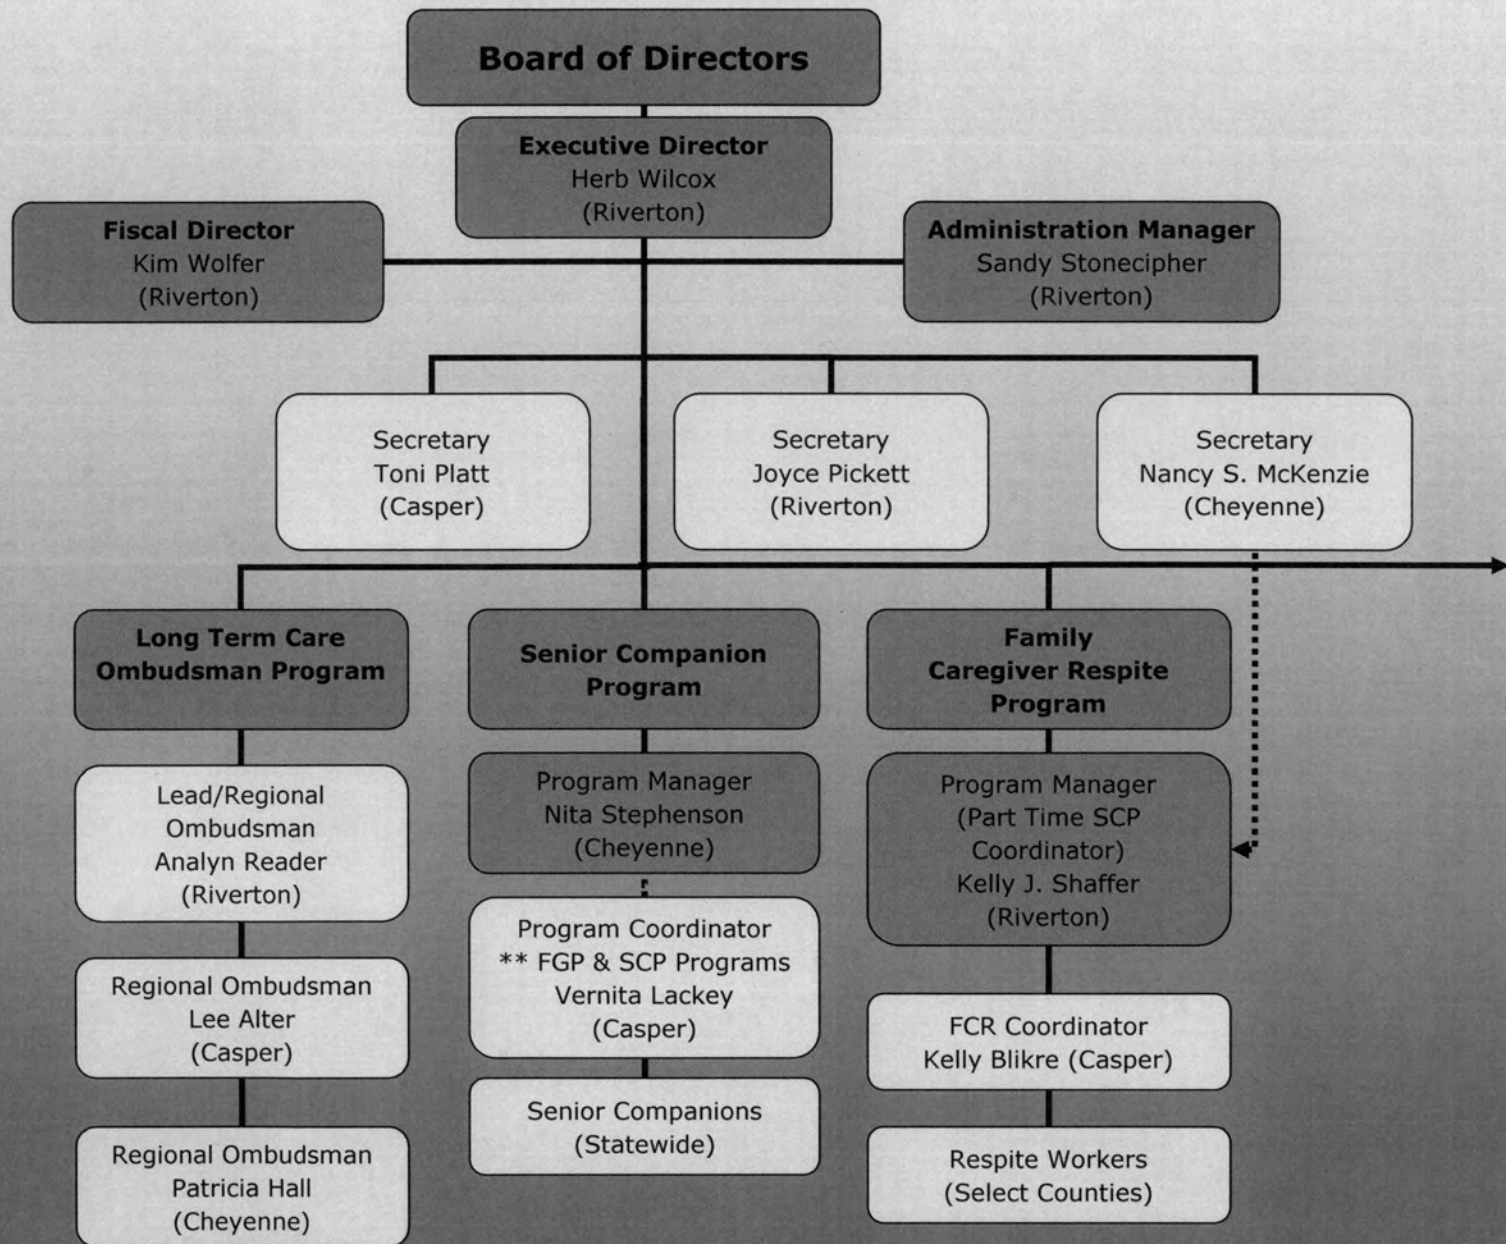 Board of Directors
Executive Director
Herb Wilcox
(Riverton)
Fiscal Director
Kim Wolfer
(Riverton)
Administration Manager
Sandy Stonecipher
(Riverton)
Secretary
Toni Platt
(Casper)
Secretary
Joyce Pickett
(Riverton)
Secretary
Nancy S. McKenzie
(Cheyenne)
Long Term Care
Ombudsman Program
Lead/Regional
Ombudsman
Analyn Reader
(Riverton)
Regional Ombudsman
Lee Alter
(Casper)
Regional Ombudsman
Patricia Hall
(Cheyenne)
Senior Companion
Program
Program Manager
Nita Stephenson
(Cheyenne)
Program Coordinator
** FGP & SCP Programs
Vernita Lackey
(Casper)
Senior Companions
(Statewide)
Family
Caregiver Respite
Program
Program Manager
(Part Time SCP
Coordinator)
Kelly J. Shaffer
(Riverton)
FCR Coordinator
Kelly Blikre (Casper)
Respite Workers
(Select Counties)